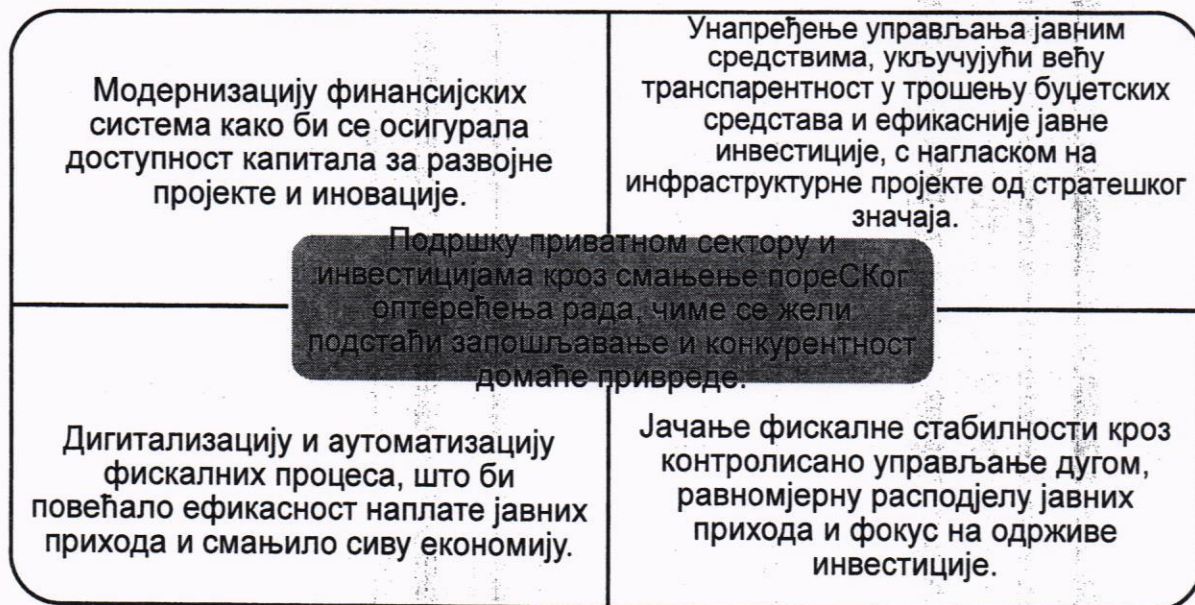 Модернизацију финансијских
система како би се осигурала
доступност капитала за развојне
пројекте и иновације.
Унапређење управљања јавним
средствима, укључујући већу
транспарентност у трошењу буџетских
средстава и ефикасније јавне
инвестиције, с нагласком на
инфраструктурне пројекте од стратешког
значаја.
Подршку приватном сектору и
инвестицијама кроз смањење пореСКог
оптерећења рада, чиме се жели
подстаћи запошљавање и конкурентност
домаће привреде.
Дигитализацију и аутоматизацију
фискалних процеса, што би
повећало ефикасност наплате јавних
прихода и смањило сиву економију.
Јачање фискалне стабилности кроз
контролисано управљање дугом,
равномјерну расподјелу јавних
прихода и фокус на одрживе
инвестиције.